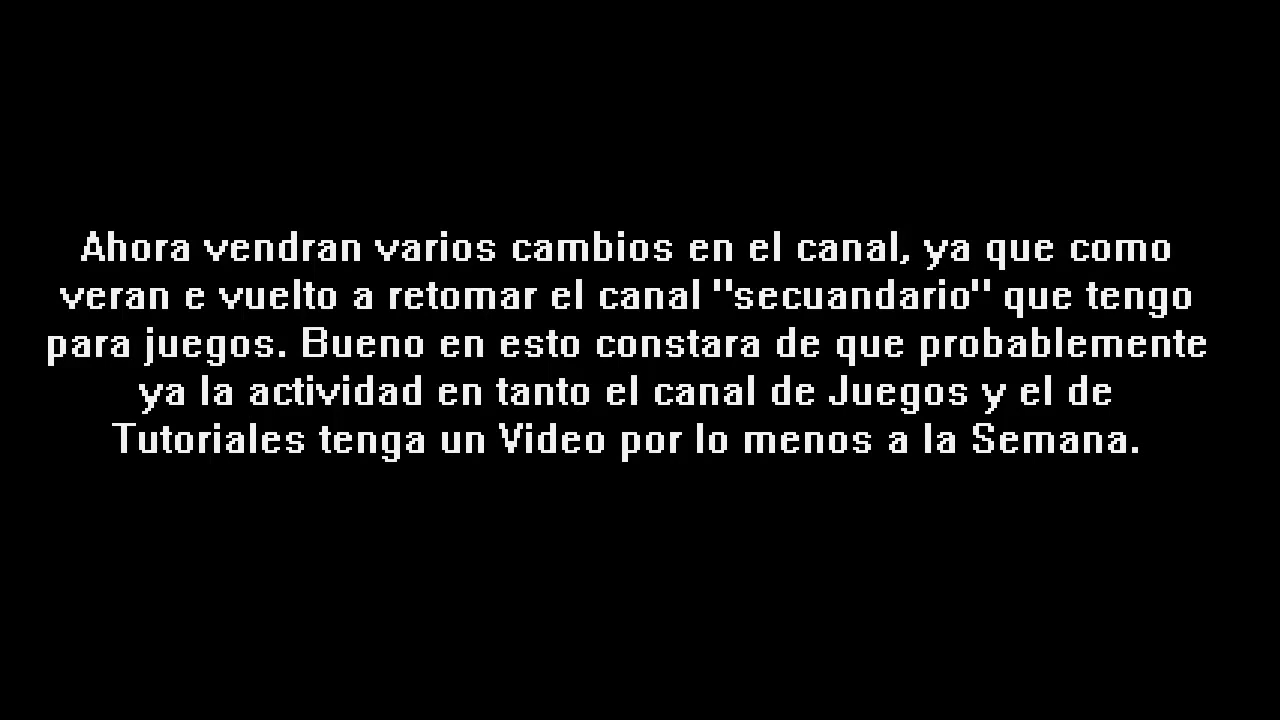 Ahora vendran varios cambios en el canal, ya que como
veran e vuelto a retomar el canal "secuandario" que tengo
para juegos. Bueno en esto constara de que probablemente
ya la actividad en tanto el canal de Juegos y el de
Tutoriales tenga un Video por lo menos a la Semana.